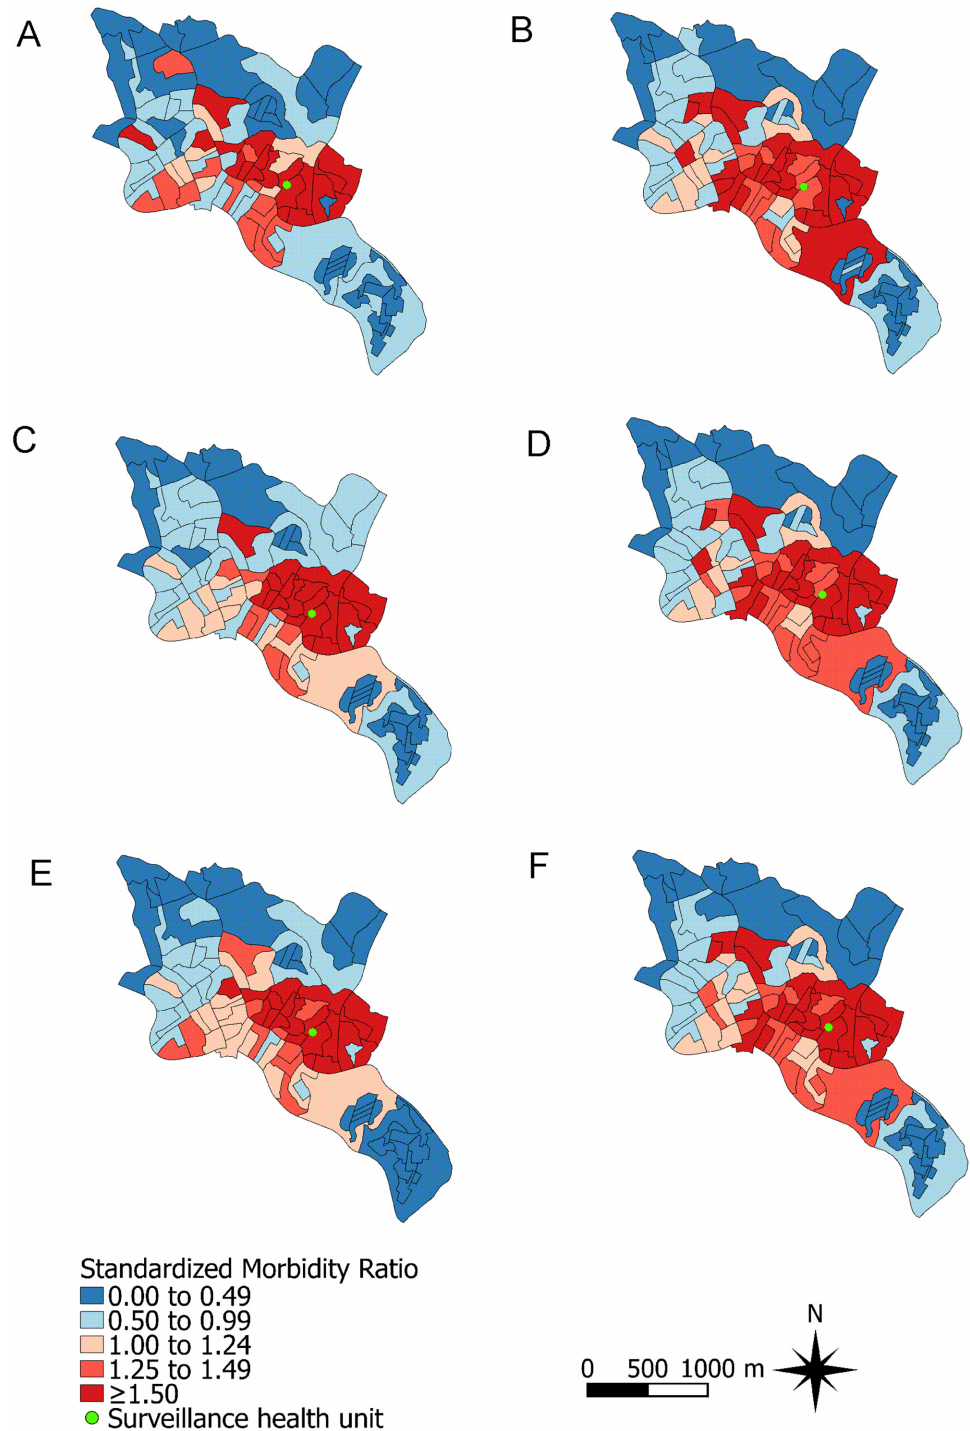 A
B
C
D
E
F
Standardized Morbidity Ratio
0.00 to 0.49
0.50 to 0.99
1.00 to 1.24
1.25 to 1.49
≥1.50
Surveillance health unit
N
0 500 1000 m